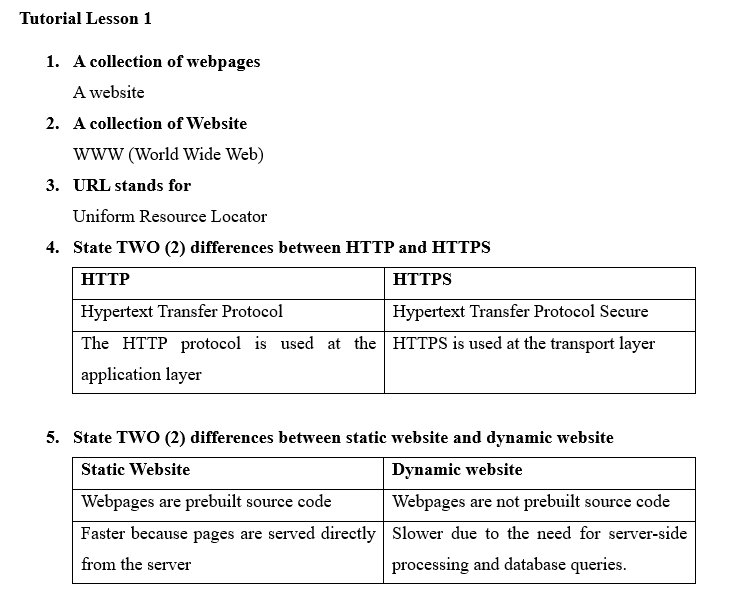 Tutorial Lesson 1
1. A collection of webpages
A website
2. A collection of Website
WWW (World Wide Web)
3. URL stands for
Uniform Resource Locator
4. State TWO (2) differences between HTTP and HTTPS
HTTP HTTPS
Hypertext Transfer Protocol Hypertext Transfer Protocol Secure
The HTTP protocol is used at the HTTPS is used at the transport layer
application layer
5. State TWO (2) differences between static website and dynamic website
Static Website Dynamic website
Webpages are prebuilt source code Webpages are not prebuilt source code
Faster because pages are served directly Slower due to the need for server-side
from the server processing and database queries.